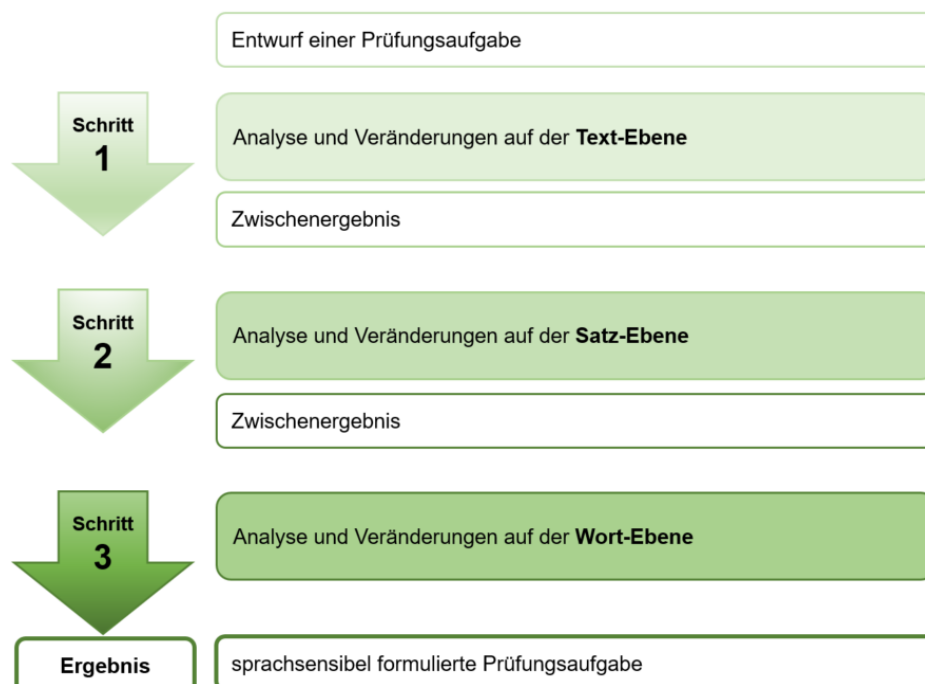 Entwurf einer Prüfungsaufgabe
Schritt
1
Analyse und Veränderungen auf der Text-Ebene
Zwischenergebnis
Schritt
2
Analyse und Veränderungen auf der Satz-Ebene
Zwischenergebnis
Schritt
3
Analyse und Veränderungen auf der Wort-Ebene
Ergebnis
sprachsensibel formulierte Prüfungsaufgabe